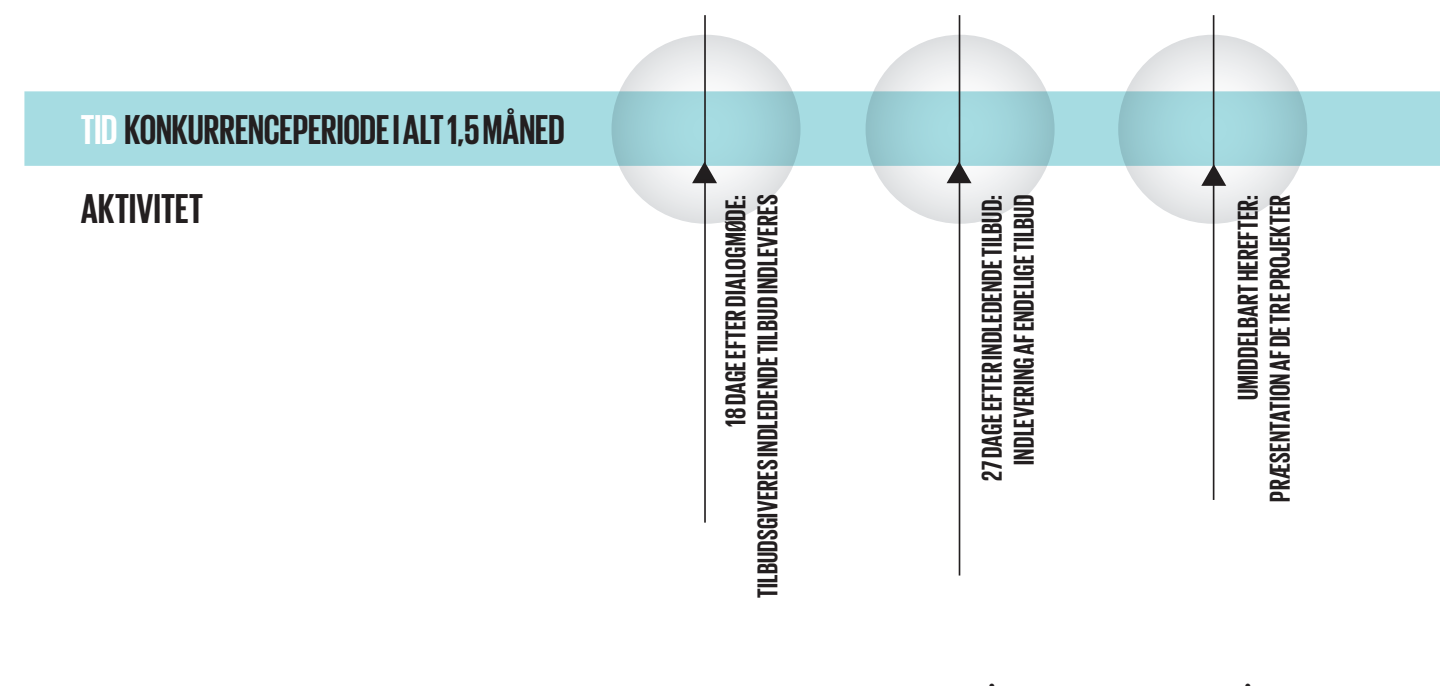 TID KONKURRENCEPERIODE I ALT 1,5 MÅNED
AKTIVITET
18 DAGE EFTER DIALOGMØDE:
TILBUDSGIVERES INDLEDENDE TILBUD INDLEVERES
27 DAGE EFTER INDLEDENDE TILBUD:
INDLEVERING AF ENDELIGE TILBUD
UMIDDELBART HEREFTER:
PRÆSENTATION AF DE TRE PROJEKTER